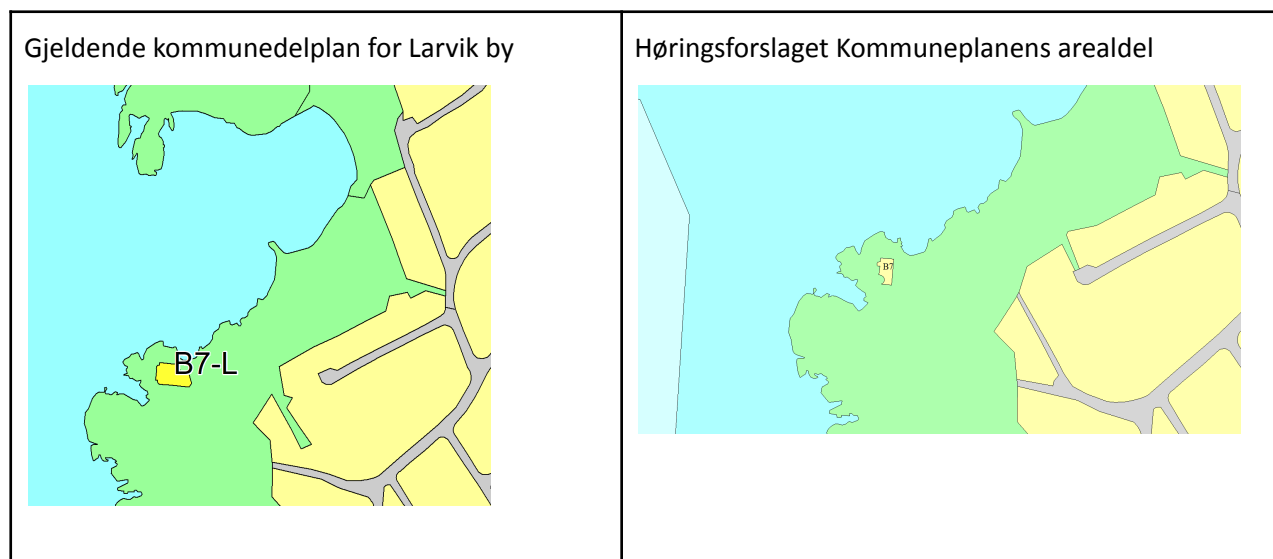 Gjeldende kommunedelplan for Larvik by
Høringsforslaget Kommuneplanens arealdel
B7-L
B7